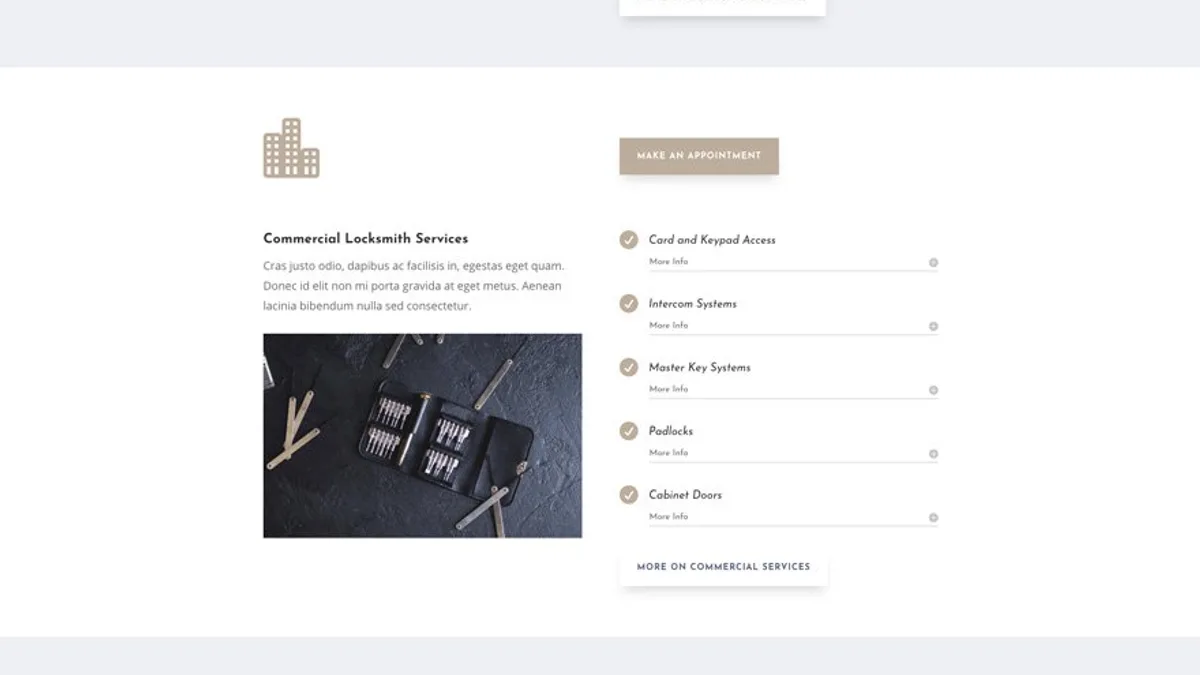 MAKE AN APPOINTMENT
Commercial Locksmith Services
Cras justo odio, dapibus ac facilisis in, egestas eget quam.
Donec id elit non mi porta gravida at eget metus. Aenean
lacinia bibendum nulla sed consectetur.
Card and Keypad Access
More Info
Intercom Systems
More Info
Master Key Systems
More Info
Padlocks
More Info
Cabinet Doors
More Info
MORE ON COMMERCIAL SERVICES